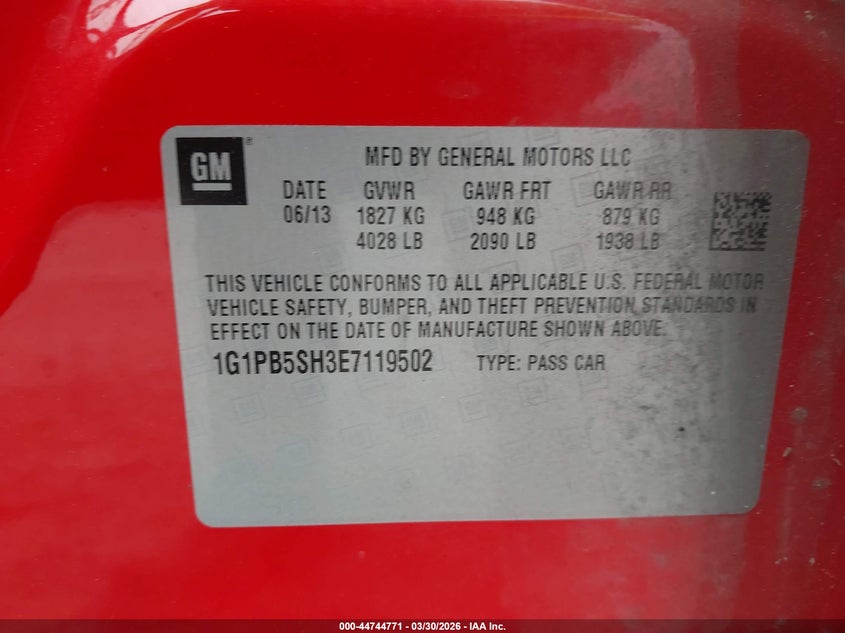 GM®
MFD BY GENERAL MOTORS LLC
DATE GVWR GAWR FRT GAWR RR
06/13 1827 KG 948 KG 879 KG
4028 LB 2090 LB 1938 LB
THIS VEHICLE CONFORMS TO ALL APPLICABLE U.S. FEDERAL MOTOR
VEHICLE SAFETY, BUMPER, AND THEFT PREVENTION STANDARDS IN
EFFECT ON THE DATE OF MANUFACTURE SHOWN ABOVE.
1G1PB5SH3E7119502 TYPE: PASS CAR
000-44744771 - 03/30/2026 - IAA Inc.